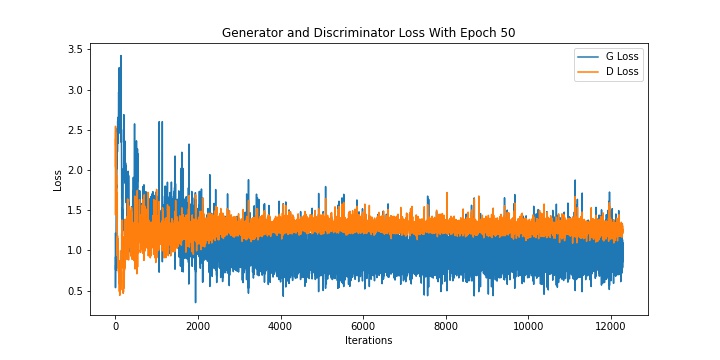 Generator and Discriminator Loss With Epoch 50
3.5
3.0
2.5
2.0
1.5
1.0
0.5
Loss
G Loss
D Loss
0 2000 4000 6000 8000 10000 12000
Iterations